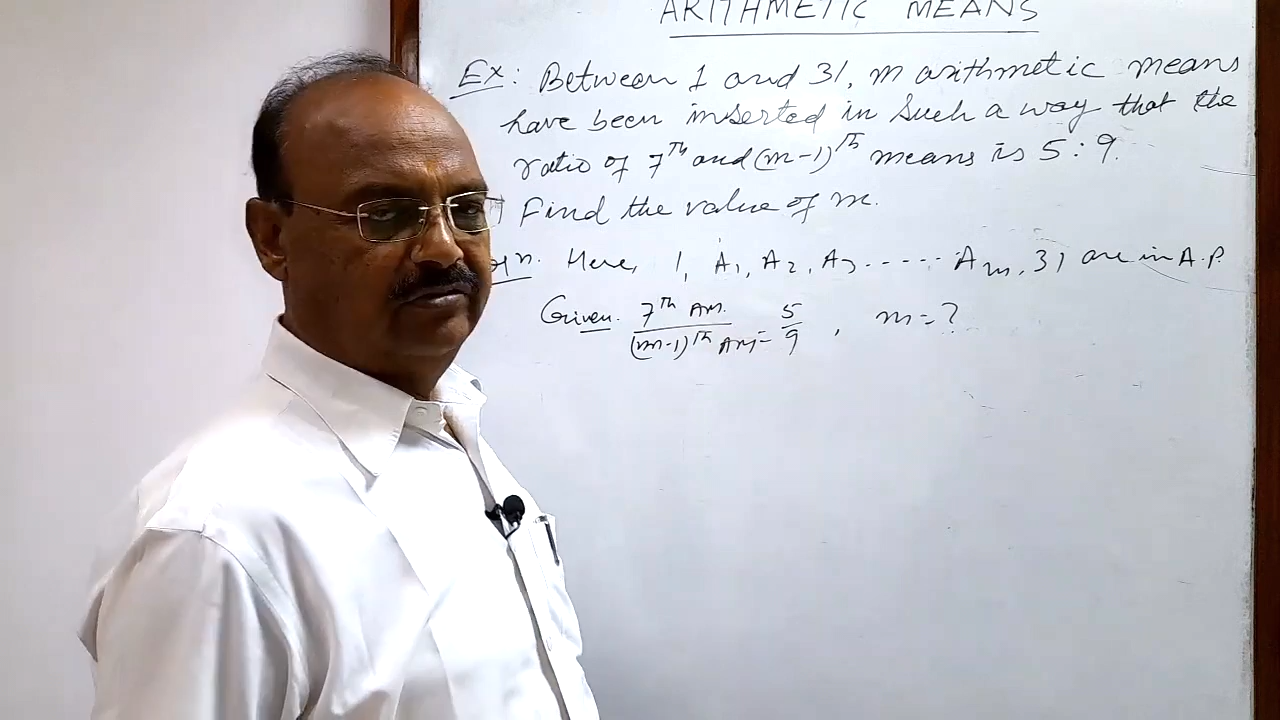 ARITHMETIC MEANS
Ex: Between 1 and 31, m arithmetic means
have been inserted in such a way that the
ratio of 7th and (m-1)th means is 5:9.
Find the value of m.
Here, 1, A1, A2, A3 ------ Am, 31 are in A.P
Given. 7th AM. / (m-1)th AM = 5/9 , m=?